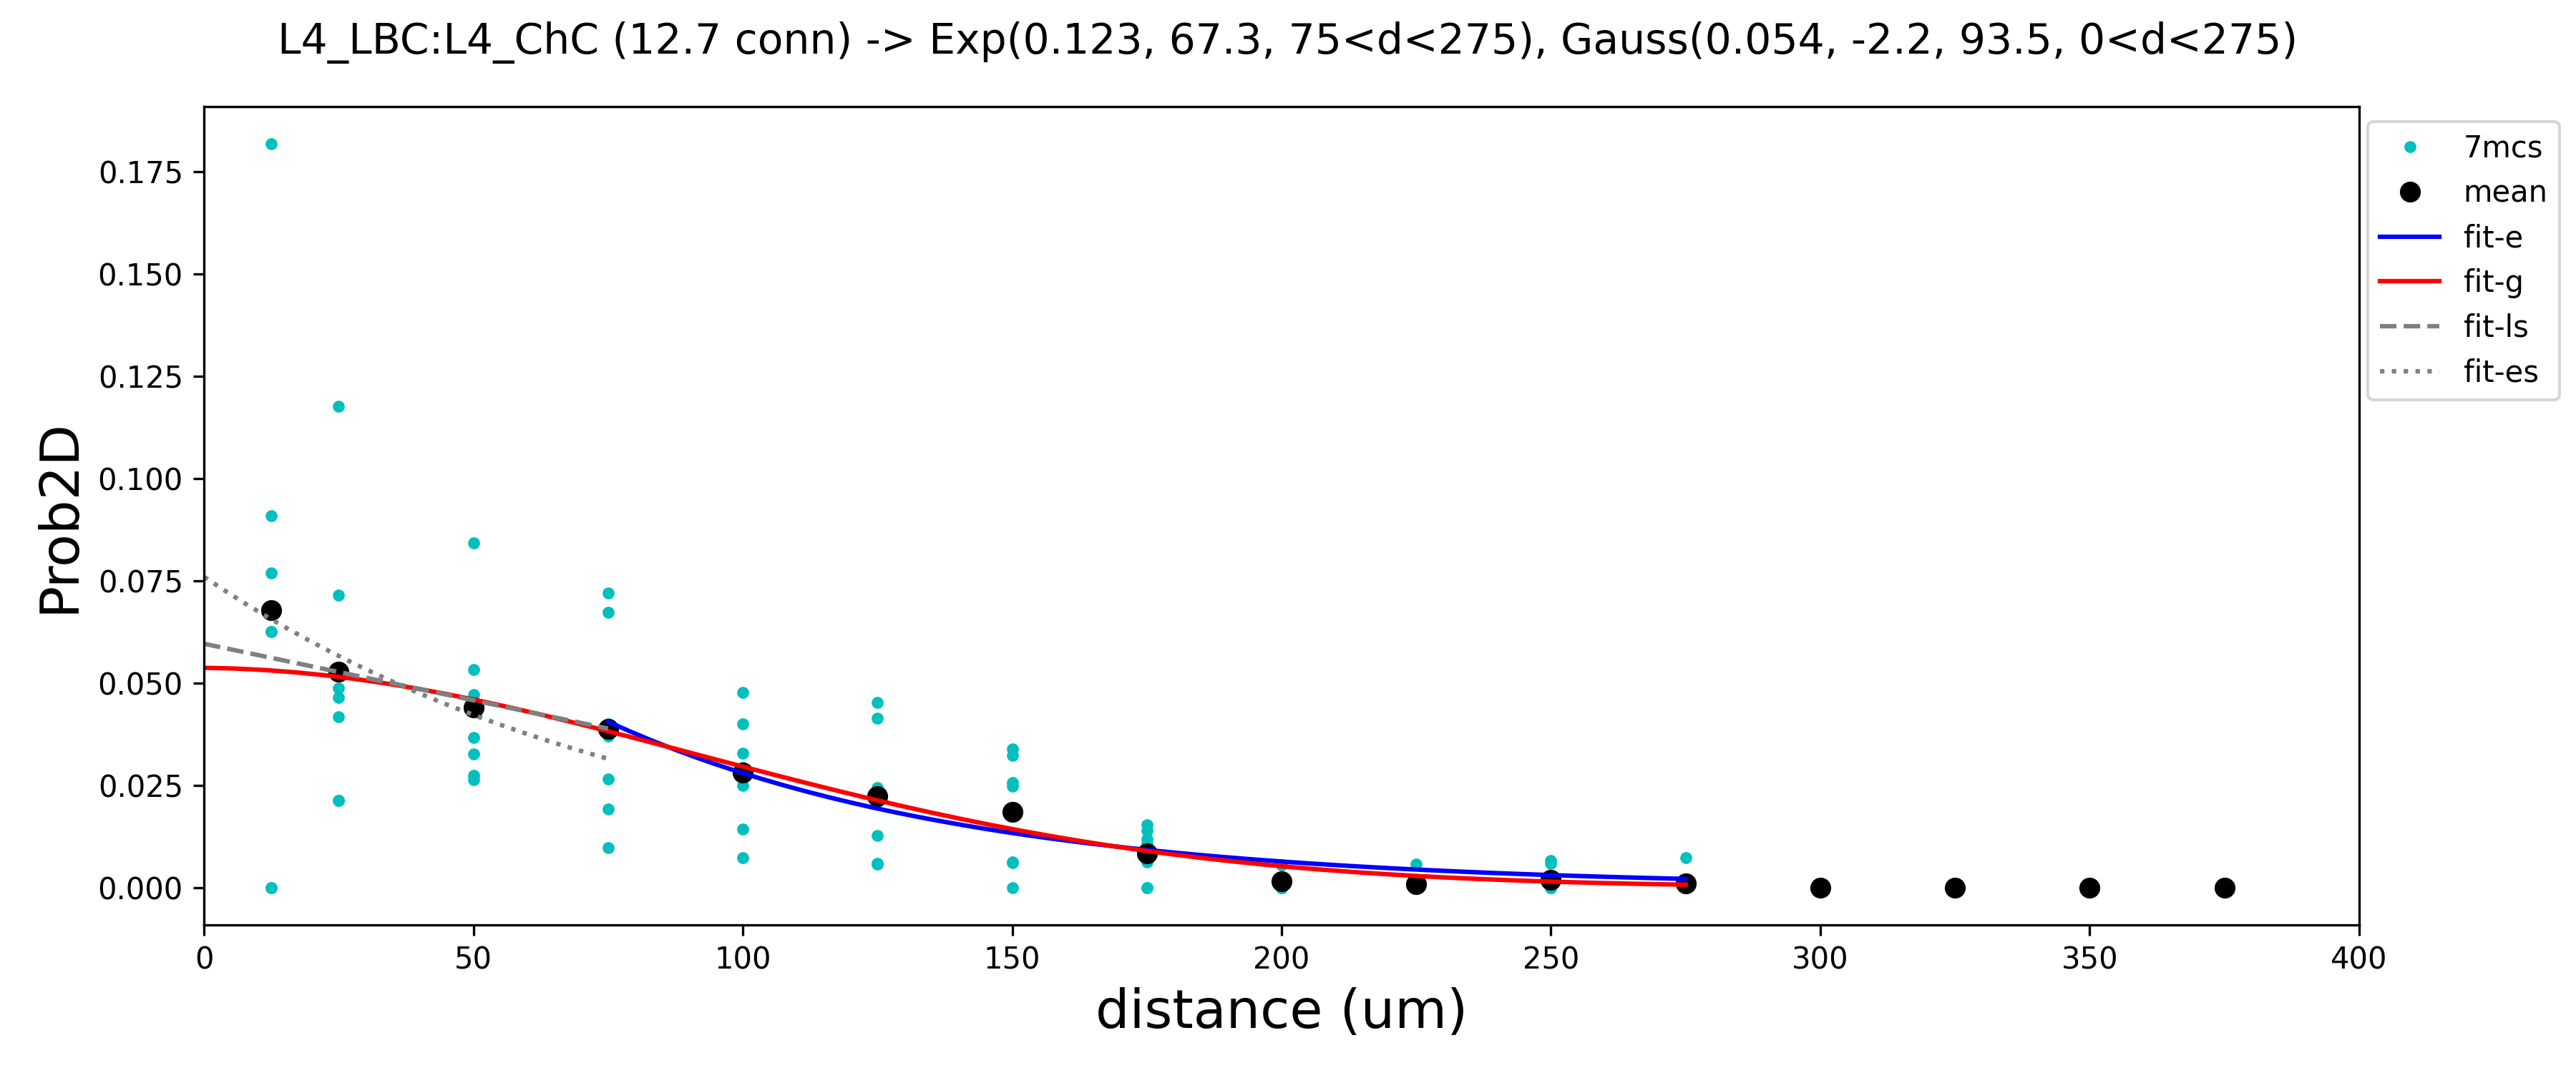 L4_LBC:L4_ChC (12.7 conn) -> Exp(0.123, 67.3, 75<d<275), Gauss(0.054, -2.2, 93.5, 0<d<275)
0.175
0.150
0.125
0.100
0.075
0.050
0.025
0.000
Prob2D
0 50 100 150 200 250 300 350 400
distance (um)
7mcs
mean
fit-e
fit-g
fit-ls
fit-es